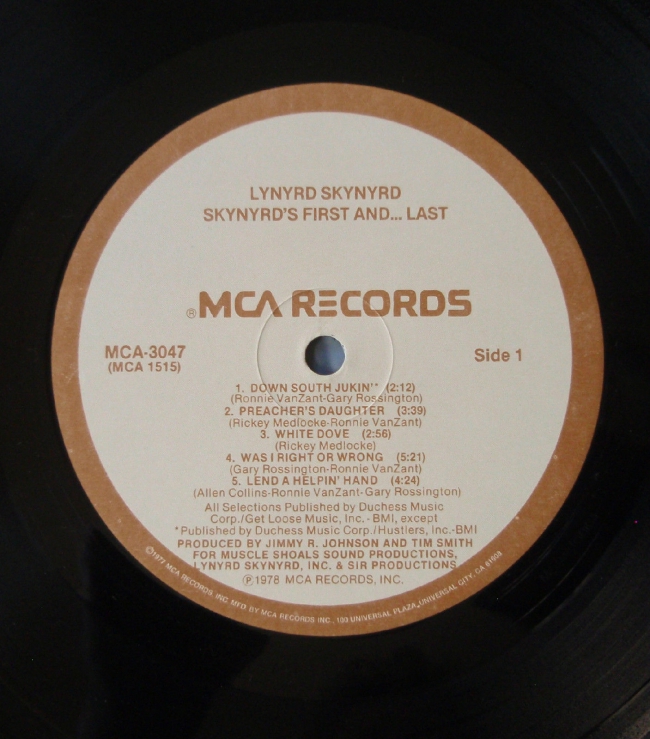 LYNYRD SKYNYRD
SKYNYRD'S FIRST AND... LAST
® MCA RECORDS
MCA-3047
(MCA 1515)
Side 1
1. DOWN SOUTH JUKIN'* (2:12)
(Ronnie VanZant-Gary Rossington)
2. PREACHER'S DAUGHTER (3:39)
(Rickey Medlocke-Ronnie VanZant)
3. WHITE DOVE (2:56)
(Rickey Medlocke)
4. WAS I RIGHT OR WRONG (5:21)
(Gary Rossington-Ronnie VanZant)
5. LEND A HELPIN' HAND (4:24)
(Allen Collins-Ronnie VanZant-Gary Rossington)
All Selections Published by Duchess Music
Corp./Get Loose Music, Inc.-BMI, except
*Published by Duchess Music Corp./Hustlers, Inc.-BMI
PRODUCED BY JIMMY R. JOHNSON AND TIM SMITH
FOR MUSCLE SHOALS SOUND PRODUCTIONS,
LYNYRD SKYNYRD, INC. & SIR PRODUCTIONS
Ⓟ1978 MCA RECORDS, INC.
©1977 MCA RECORDS, INC. MFD. BY MCA RECORDS INC., 100 UNIVERSAL PLAZA, UNIVERSAL CITY, CA 91608